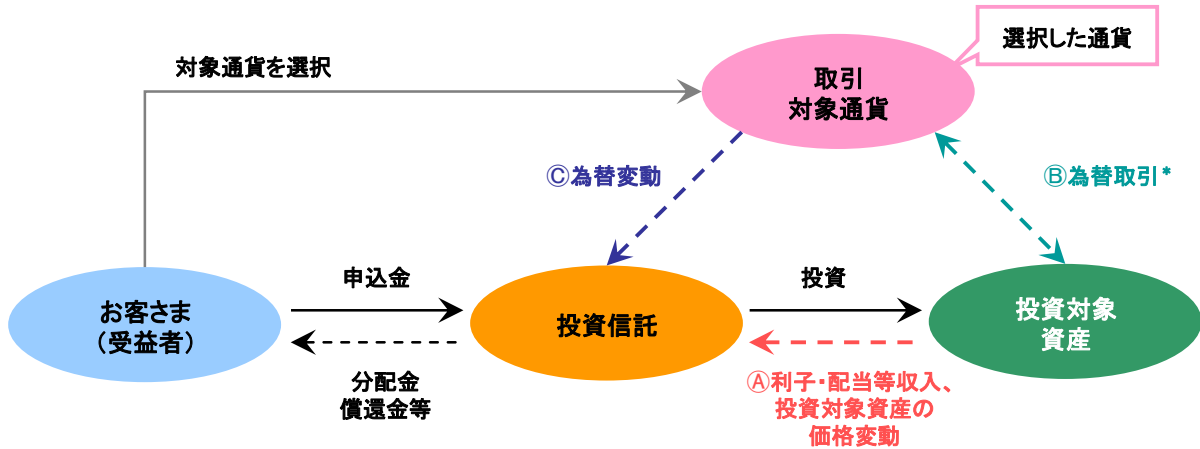 選択した通貨
対象通貨を選択
取引
対象通貨
Ⓒ為替変動
Ⓑ為替取引*
申込金
投資
お客さま
(受益者)
投資信託
投資対象
資産
分配金
償還金等
Ⓐ利子・配当等収入、
投資対象資産の
価格変動